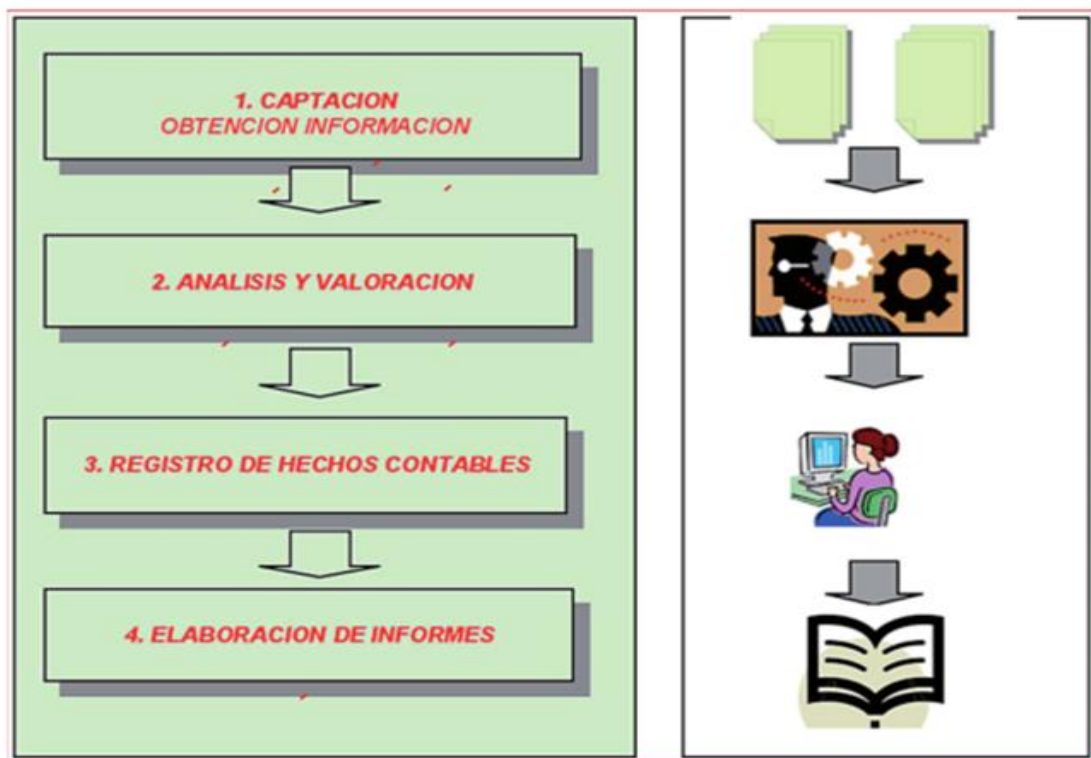 1. CAPTACION
OBTENCION INFORMACION
2. ANALISIS Y VALORACION
3. REGISTRO DE HECHOS CONTABLES
4. ELABORACION DE INFORMES